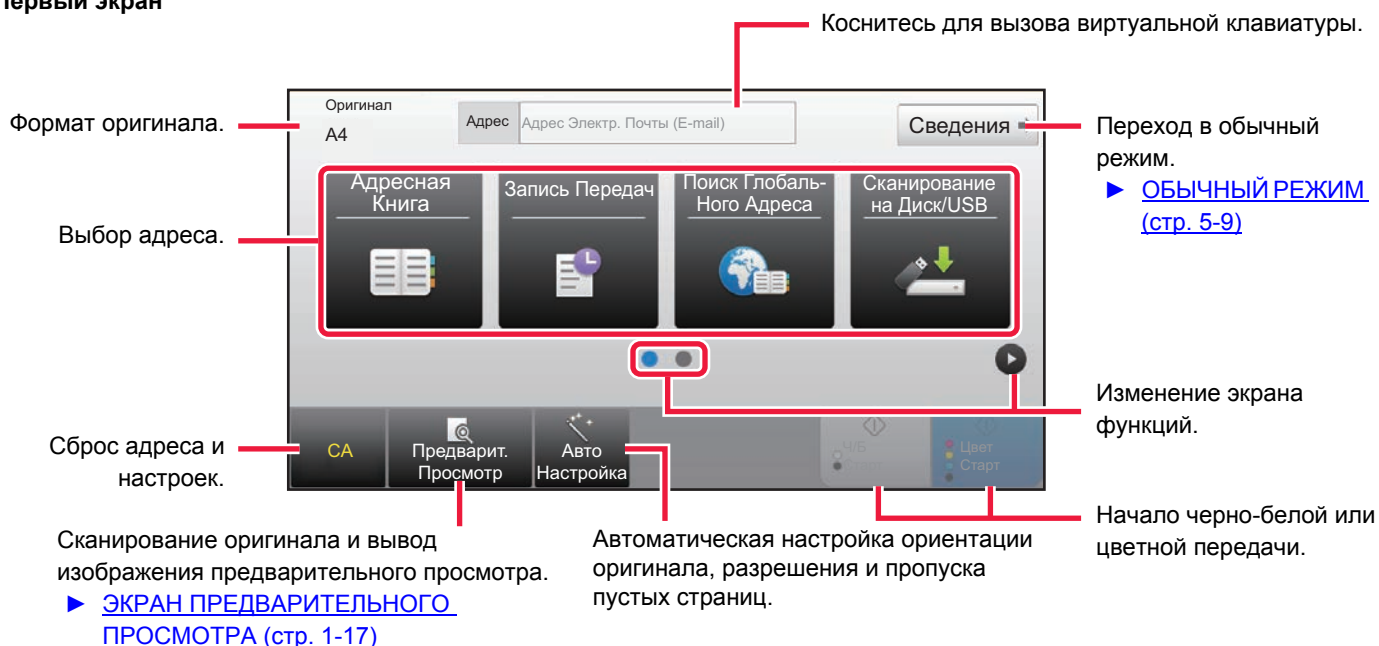 Первый экран
Коснитесь для вызова виртуальной клавиатуры.
Формат оригинала.
Оригинал
A4
Адрес
Адрес Электр. Почты (E-mail)
Сведения
Переход в обычный
режим.
► ОБЫЧНЫЙ РЕЖИМ
(стр. 5-9)
Выбор адреса.
Адресная
Книга
Запись Передач
Поиск Глобаль-
Ного Адреса
Сканирование
на Диск/USB
Изменение экрана
функций.
Сброс адреса и
настроек.
CA
Предварит.
Просмотр
Авто
Настройка
Ч/Б
Цвет
Старт
Начало черно-белой или
цветной передачи.
Сканирование оригинала и вывод
изображения предварительного просмотра.
► ЭКРАН ПРЕДВАРИТЕЛЬНОГО
ПРОСМОТРА (стр. 1-17)
Автоматическая настройка ориентации
оригинала, разрешения и пропуска
пустых страниц.